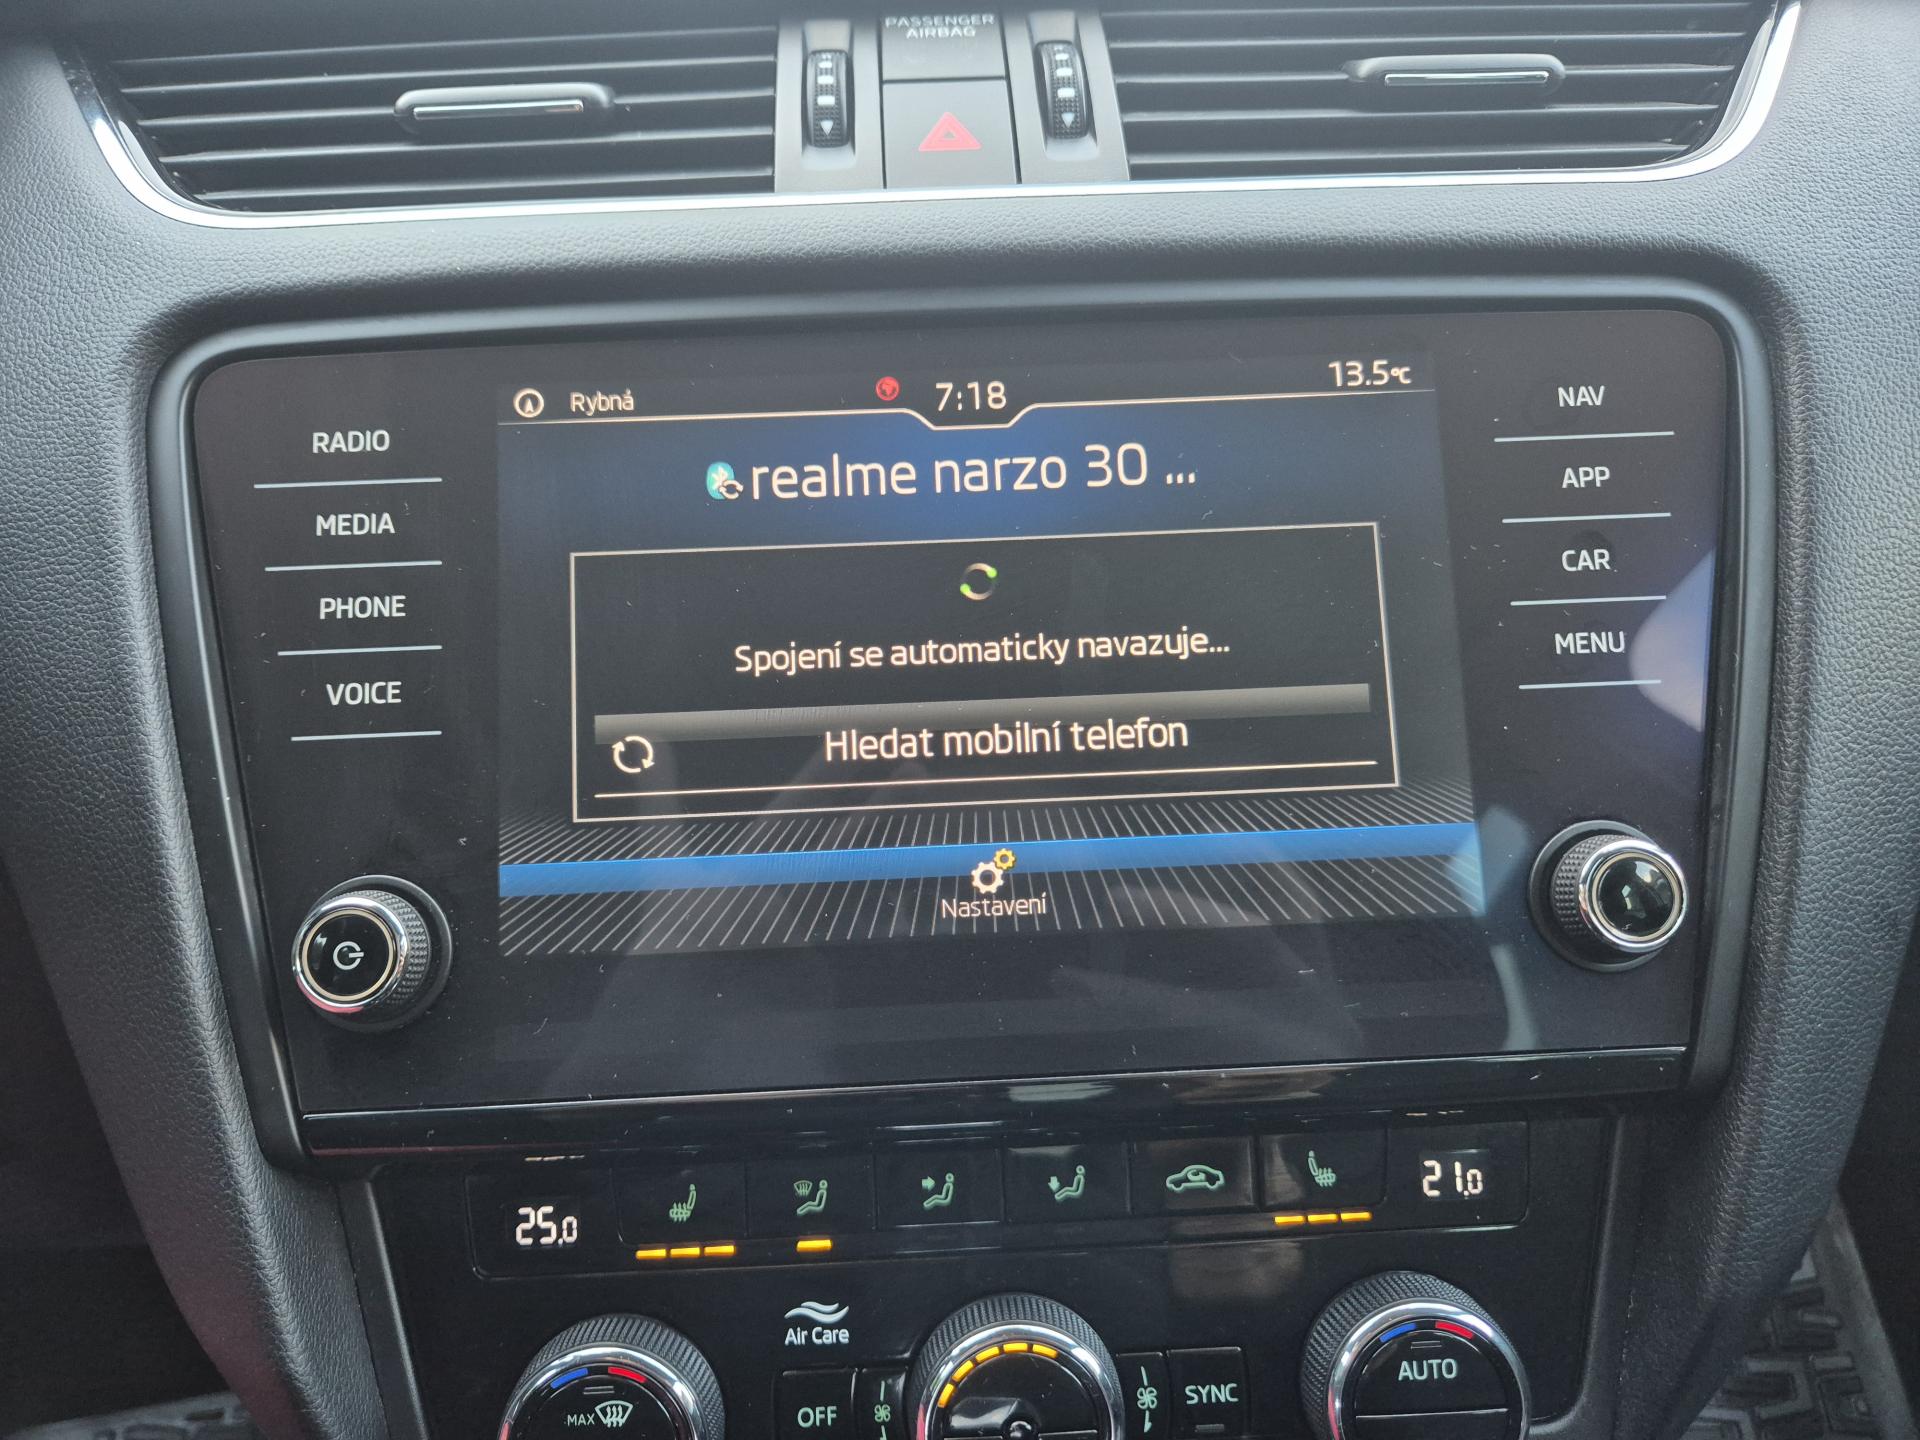 PASSENGER
AIRBAG
Rybná
7:18
13.5°C
realme narzo 30 ...
Spojení se automaticky navazuje...
Hledat mobilní telefon
Nastavení
RADIO
MEDIA
PHONE
VOICE
NAV
APP
CAR
MENU
25.0
21.0
Air Care
MAX
OFF
SYNC
AUTO